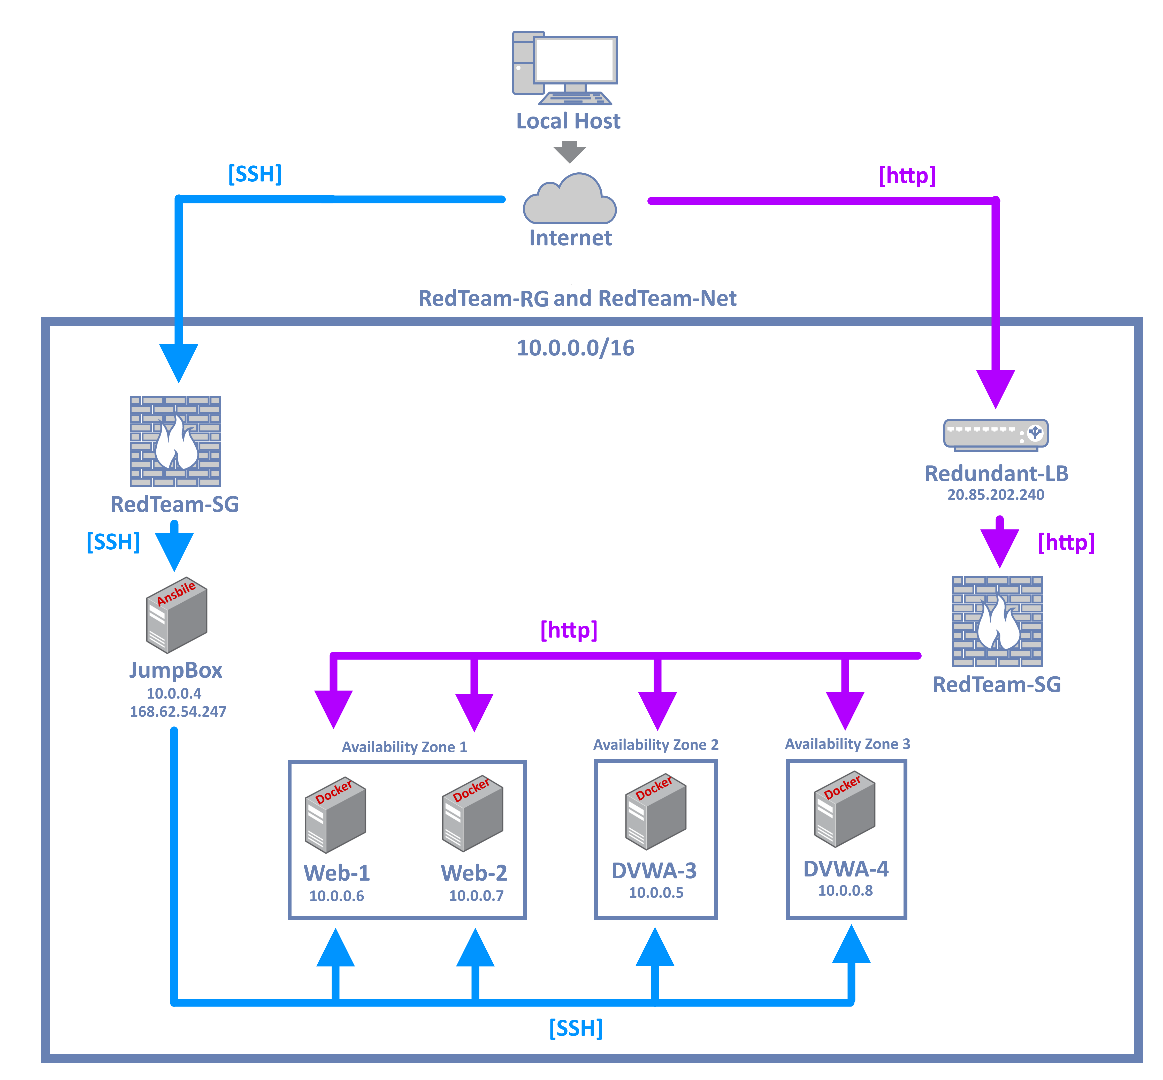 Local Host
[SSH]
[http]
Internet
RedTeam-RG and RedTeam-Net
10.0.0.0/16
RedTeam-SG
Redundant-LB
20.85.202.240
[SSH]
[http]
Ansbile
JumpBox
10.0.0.4
168.62.54.247
[http]
RedTeam-SG
Availability Zone 1
Availability Zone 2
Availability Zone 3
Docker
Docker
Docker
Docker
Web-1
10.0.0.6
Web-2
10.0.0.7
DVWA-3
10.0.0.5
DVWA-4
10.0.0.8
[SSH]